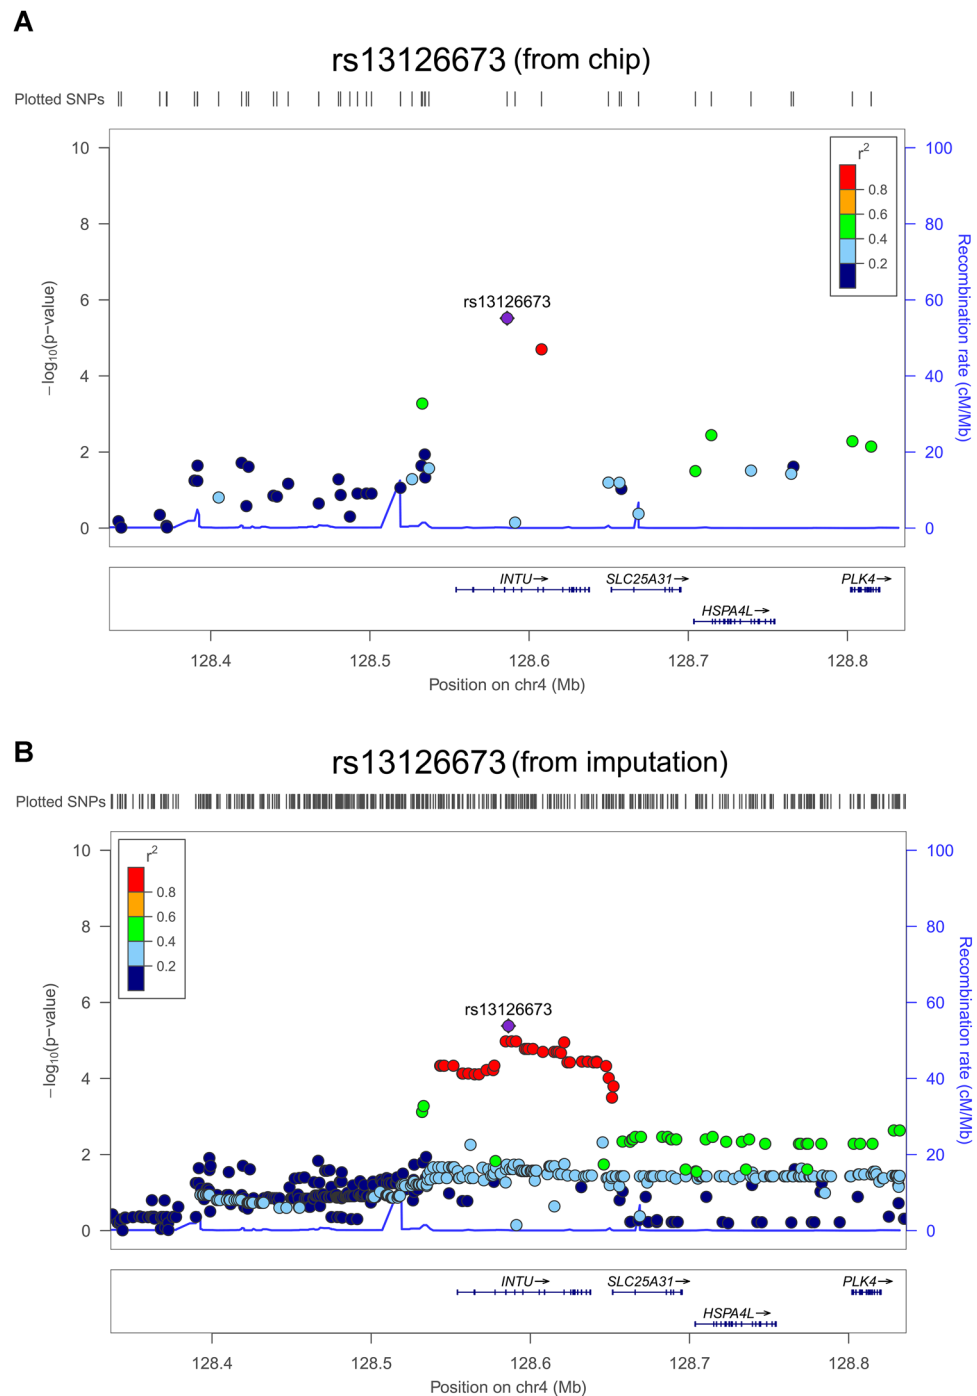 A
rs13126673 (from chip)
Plotted SNPs
10 100
r2
0.8
8 80
0.6
0.4
0.2
6 60
rs13126673
−log10(p−value)
Recombination rate (cM/Mb)
4 40
2 20
0 0
INTU→ SLC25A31→ PLK4→
HSPA4L→
128.4 128.5 128.6 128.7 128.8
Position on chr4 (Mb)
B
rs13126673 (from imputation)
Plotted SNPs
10 100
r2
0.8
8 80
0.6
0.4
0.2
6 60
rs13126673
−log10(p−value)
Recombination rate (cM/Mb)
4 40
2 20
0 0
INTU→ SLC25A31→ PLK4→
HSPA4L→
128.4 128.5 128.6 128.7 128.8
Position on chr4 (Mb)